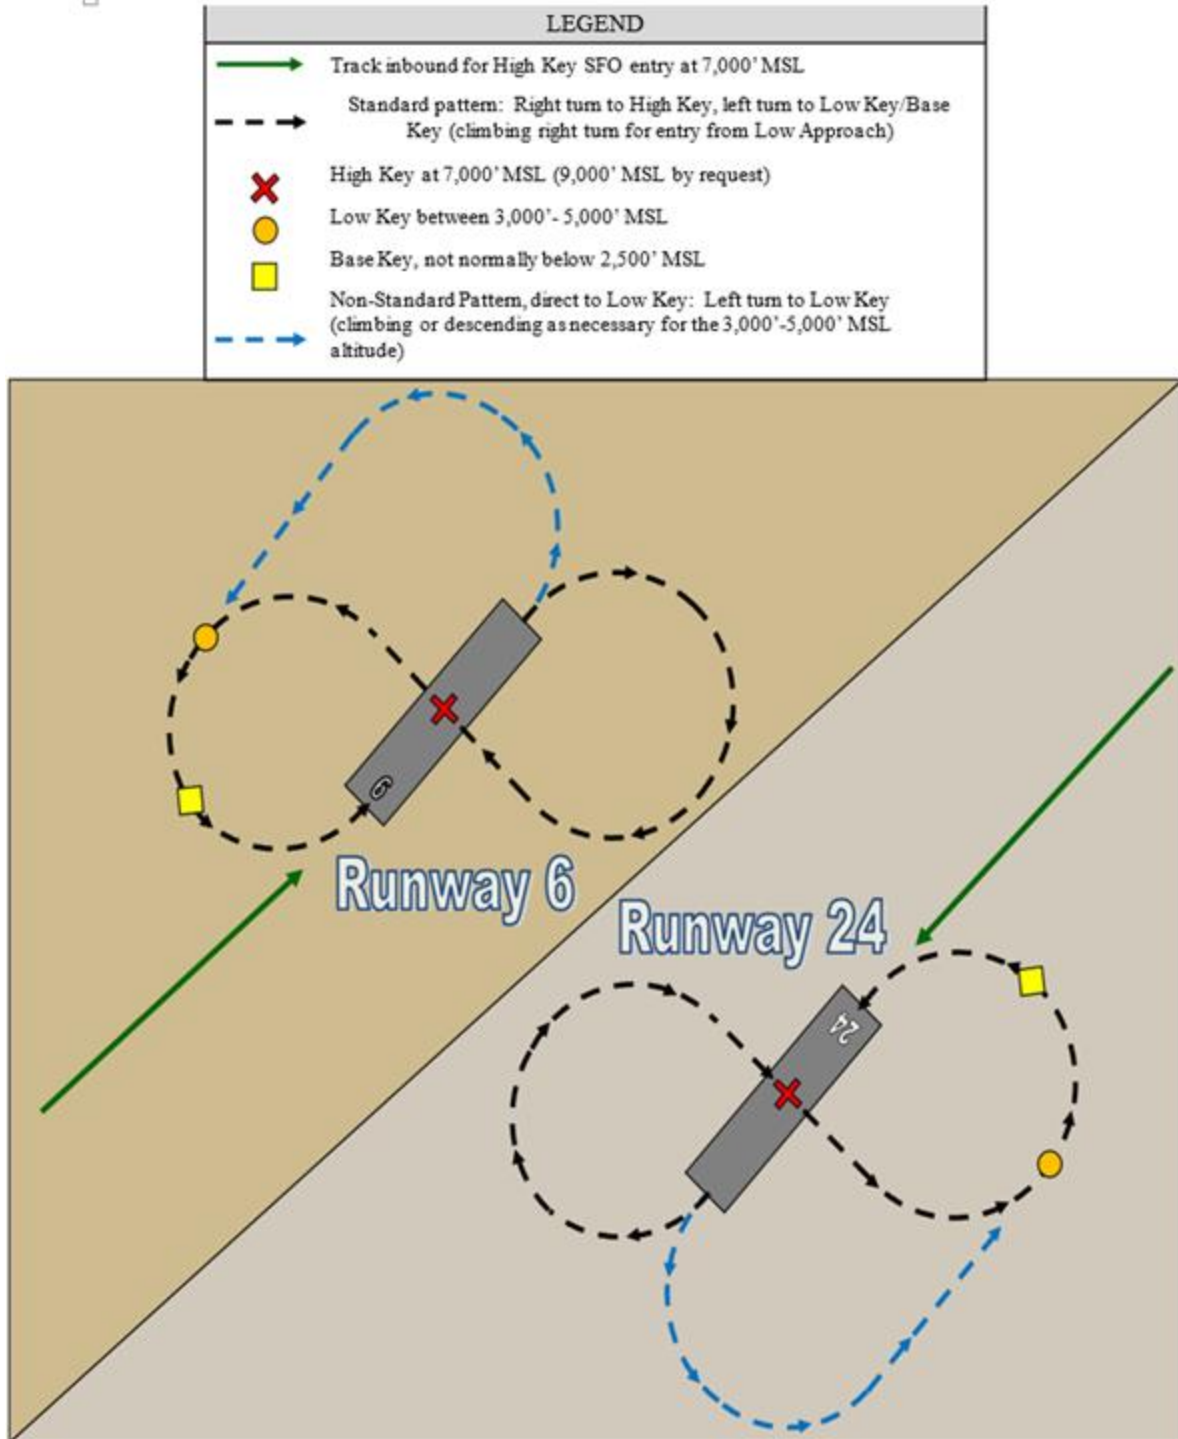 LEGEND
Track inbound for High Key SFO entry at 7,000' MSL
Standard pattern: Right turn to High Key, left turn to Low Key/Base
Key (climbing right turn for entry from Low Approach)
High Key at 7,000' MSL (9,000' MSL by request)
Low Key between 3,000'- 5,000' MSL
Base Key, not normally below 2,500' MSL
Non-Standard Pattern, direct to Low Key: Left turn to Low Key
(climbing or descending as necessary for the 3,000'-5,000' MSL
altitude)
6
Runway 6
Runway 24
24